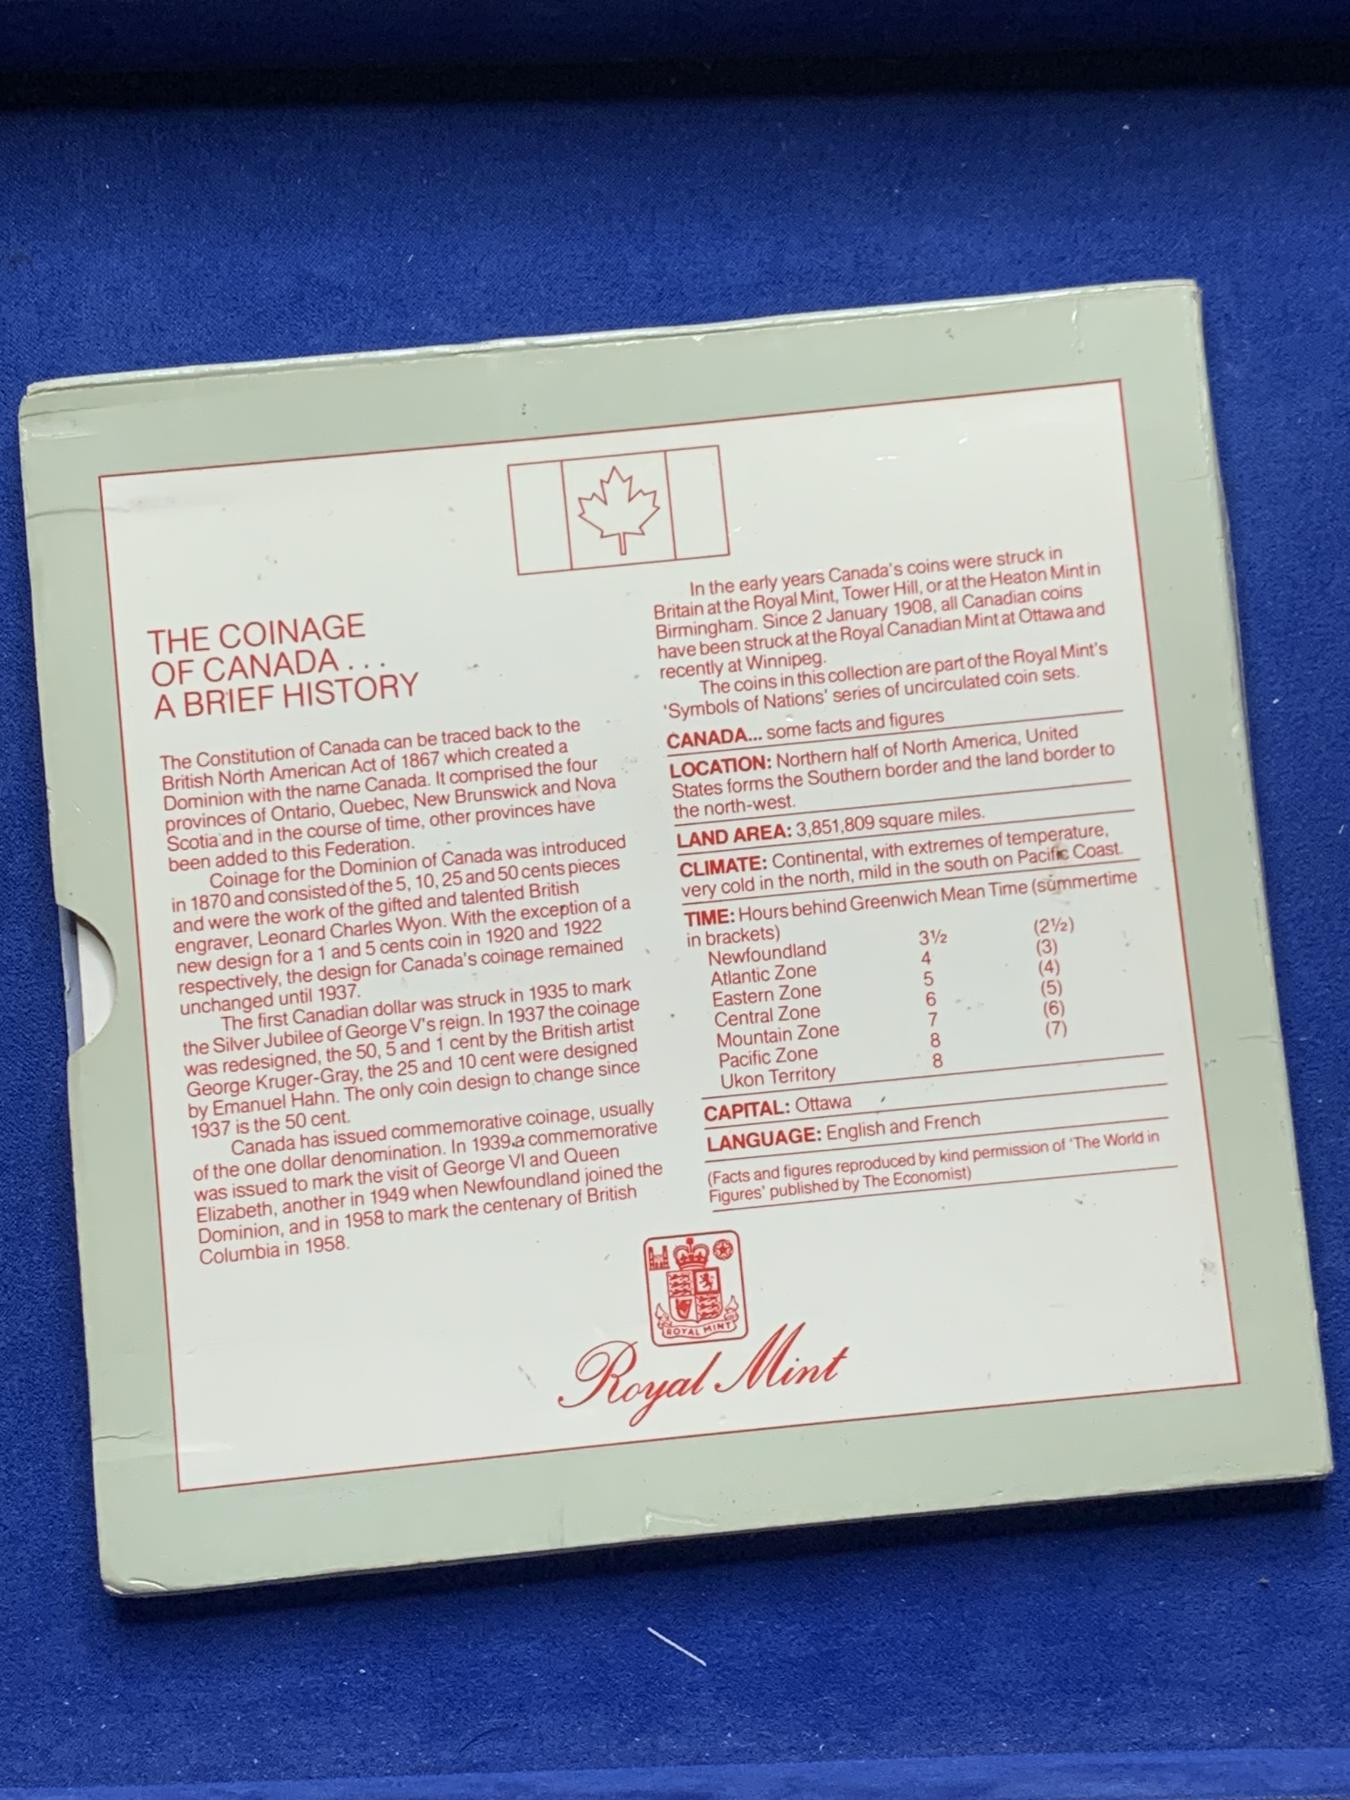 THE COINAGE
OF CANADA...
A BRIEF HISTORY
The Constitution of Canada can be traced back to the
British North American Act of 1867 which created a
Dominion with the name Canada. It comprised the four
provinces of Ontario, Quebec, New Brunswick and Nova
Scotia and in the course of time, other provinces have
been added to this Federation.
Coinage for the Dominion of Canada was introduced
in 1870 and consisted of the 5, 10, 25 and 50 cents pieces
and were the work of the gifted and talented British
engraver, Leonard Charles Wyon. With the exception of a
new design for a 1 and 5 cents coin in 1920 and 1922
respectively, the design for Canada's coinage remained
unchanged until 1937.
The first Canadian dollar was struck in 1935 to mark
the Silver Jubilee of George V's reign. In 1937 the coinage
was redesigned, the 50, 5 and 1 cent by the British artist
George Kruger-Gray, the 25 and 10 cent were designed
by Emanuel Hahn. The only coin design to change since
1937 is the 50 cent.
Canada has issued commemorative coinage, usually
of the one dollar denomination. In 1939 a commemorative
was issued to mark the visit of George VI and Queen
Elizabeth, another in 1949 when Newfoundland joined the
Dominion, and in 1958 to mark the centenary of British
Columbia in 1958.
In the early years Canada's coins were struck in
Britain at the Royal Mint, Tower Hill, or at the Heaton Mint in
Birmingham. Since 2 January 1908, all Canadian coins
have been struck at the Royal Canadian Mint at Ottawa and
recently at Winnipeg.
The coins in this collection are part of the Royal Mint's
'Symbols of Nations' series of uncirculated coin sets.
CANADA... some facts and figures
LOCATION: Northern half of North America, United
States forms the Southern border and the land border to
the north-west.
LAND AREA: 3,851,809 square miles.
CLIMATE: Continental, with extremes of temperature,
very cold in the north, mild in the south on Pacific Coast.
TIME: Hours behind Greenwich Mean Time (summertime
in brackets)
Newfoundland 3½ (2½)
Atlantic Zone 4 (3)
Eastern Zone 5 (4)
Central Zone 6 (5)
Mountain Zone 7 (6)
Pacific Zone 8 (7)
Ukon Territory 8
CAPITAL: Ottawa
LANGUAGE: English and French
(Facts and figures reproduced by kind permission of 'The World in
Figures' published by The Economist)
ROYAL MINT
Royal Mint